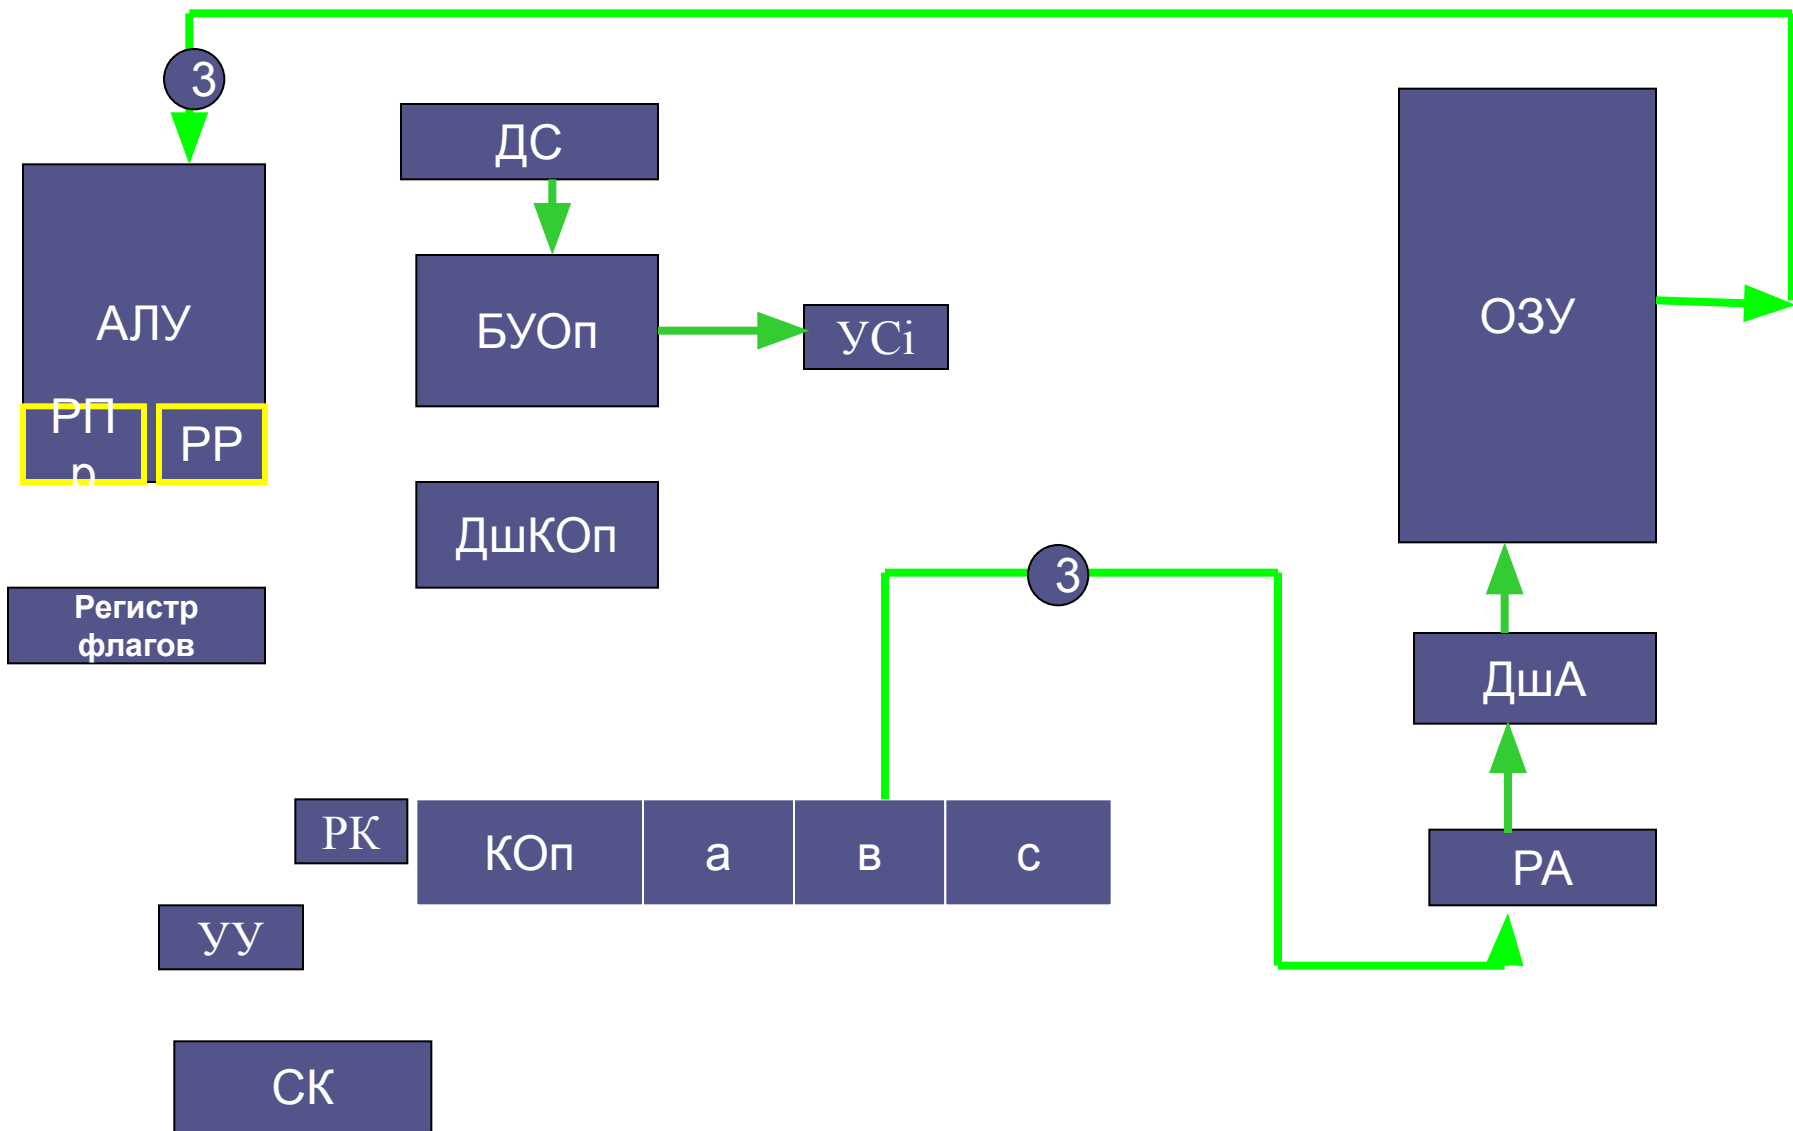 3
ДС
АЛУ
БУОп
УСi
ОЗУ
РП
р
РР
ДшКОп
3
Регистр
флагов
ДшА
РК
КОп
а
в
с
РА
УУ
СК